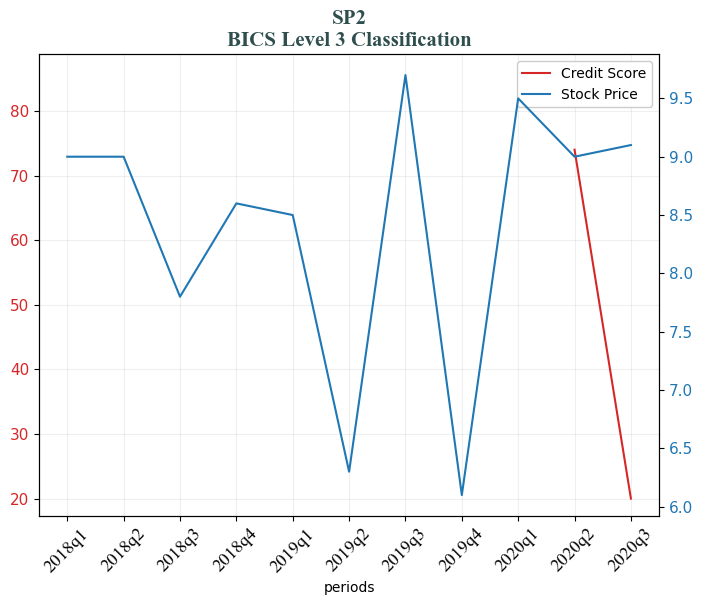 SP2
BICS Level 3 Classification
Credit Score
Stock Price
80
70
60
50
40
30
20
9.5
9.0
8.5
8.0
7.5
7.0
6.5
6.0
2018q1
2018q2
2018q3
2018q4
2019q1
2019q2
2019q3
2019q4
2020q1
2020q2
2020q3
periods